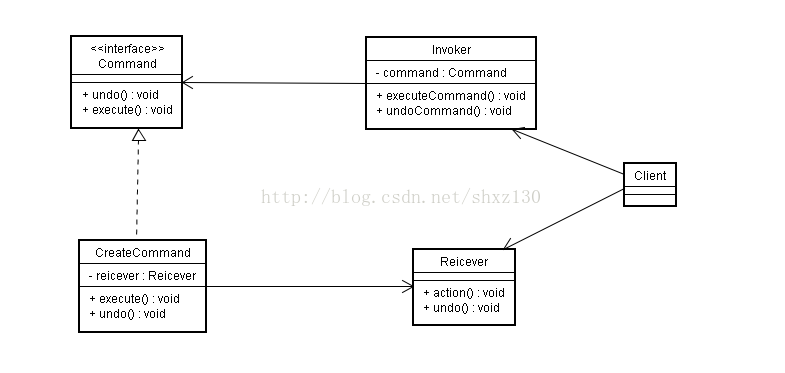 <<interface>>
Command
+ undo() : void
+ execute() : void
Invoker
- command : Command
+ executeCommand() : void
+ undoCommand() : void
Client
http://blog.csdn.net/shxz130
CreateCommand
- reicever : Reicever
+ execute() : void
+ undo() : void
Reicever
+ action() : void
+ undo() : void